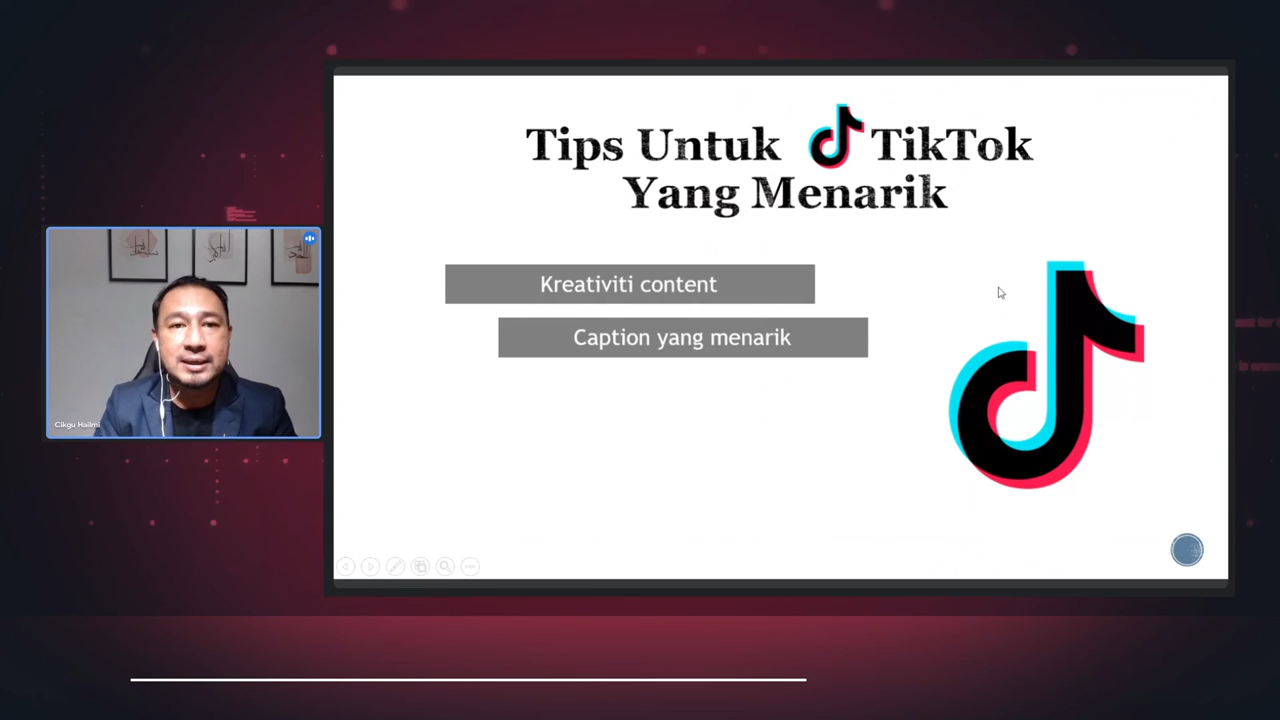 Tips Untuk TikTok
Yang Menarik
Kreativiti content
Caption yang menarik
Cikgu Hailmi